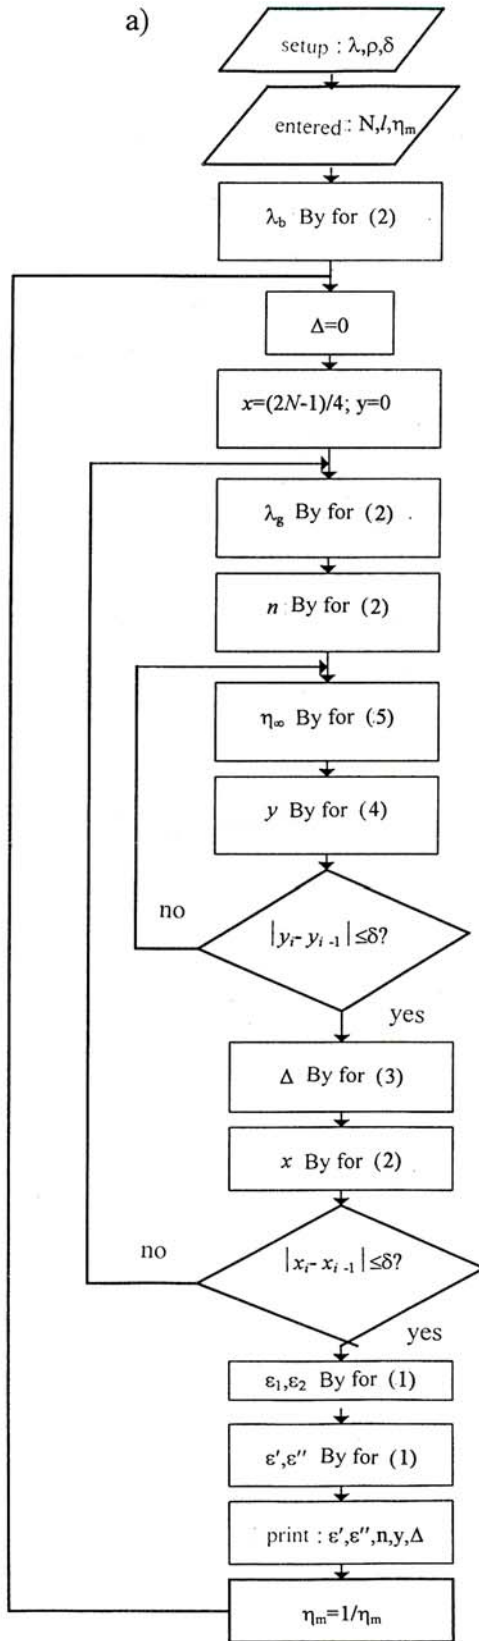 a)
setup : λ,ρ,δ
entered : N,l,ηₘ
λb By for (2)
Δ=0
x=(2N-1)/4; y=0
λg By for (2)
n By for (2)
η∞ By for (5)
y By for (4)
no
|yᵢ- yᵢ₋₁| ≤δ?
yes
Δ By for (3)
x By for (2)
no
|xᵢ- xᵢ₋₁| ≤δ?
yes
ε₁,ε₂ By for (1)
ε′,ε″ By for (1)
print : ε′,ε″,n,y,Δ
ηₘ=1/ηₘ